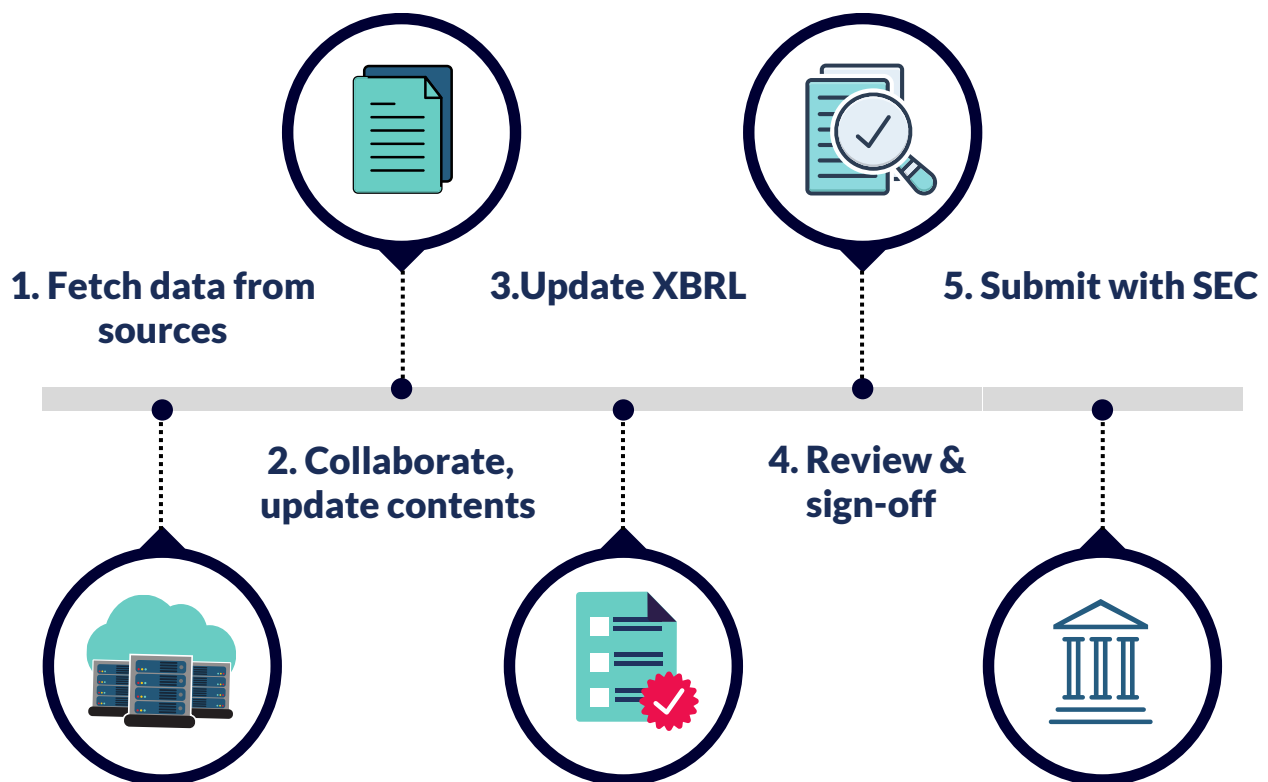 1. Fetch data from
sources
2. Collaborate,
update contents
3.Update XBRL
4. Review &
sign-off
5. Submit with SEC